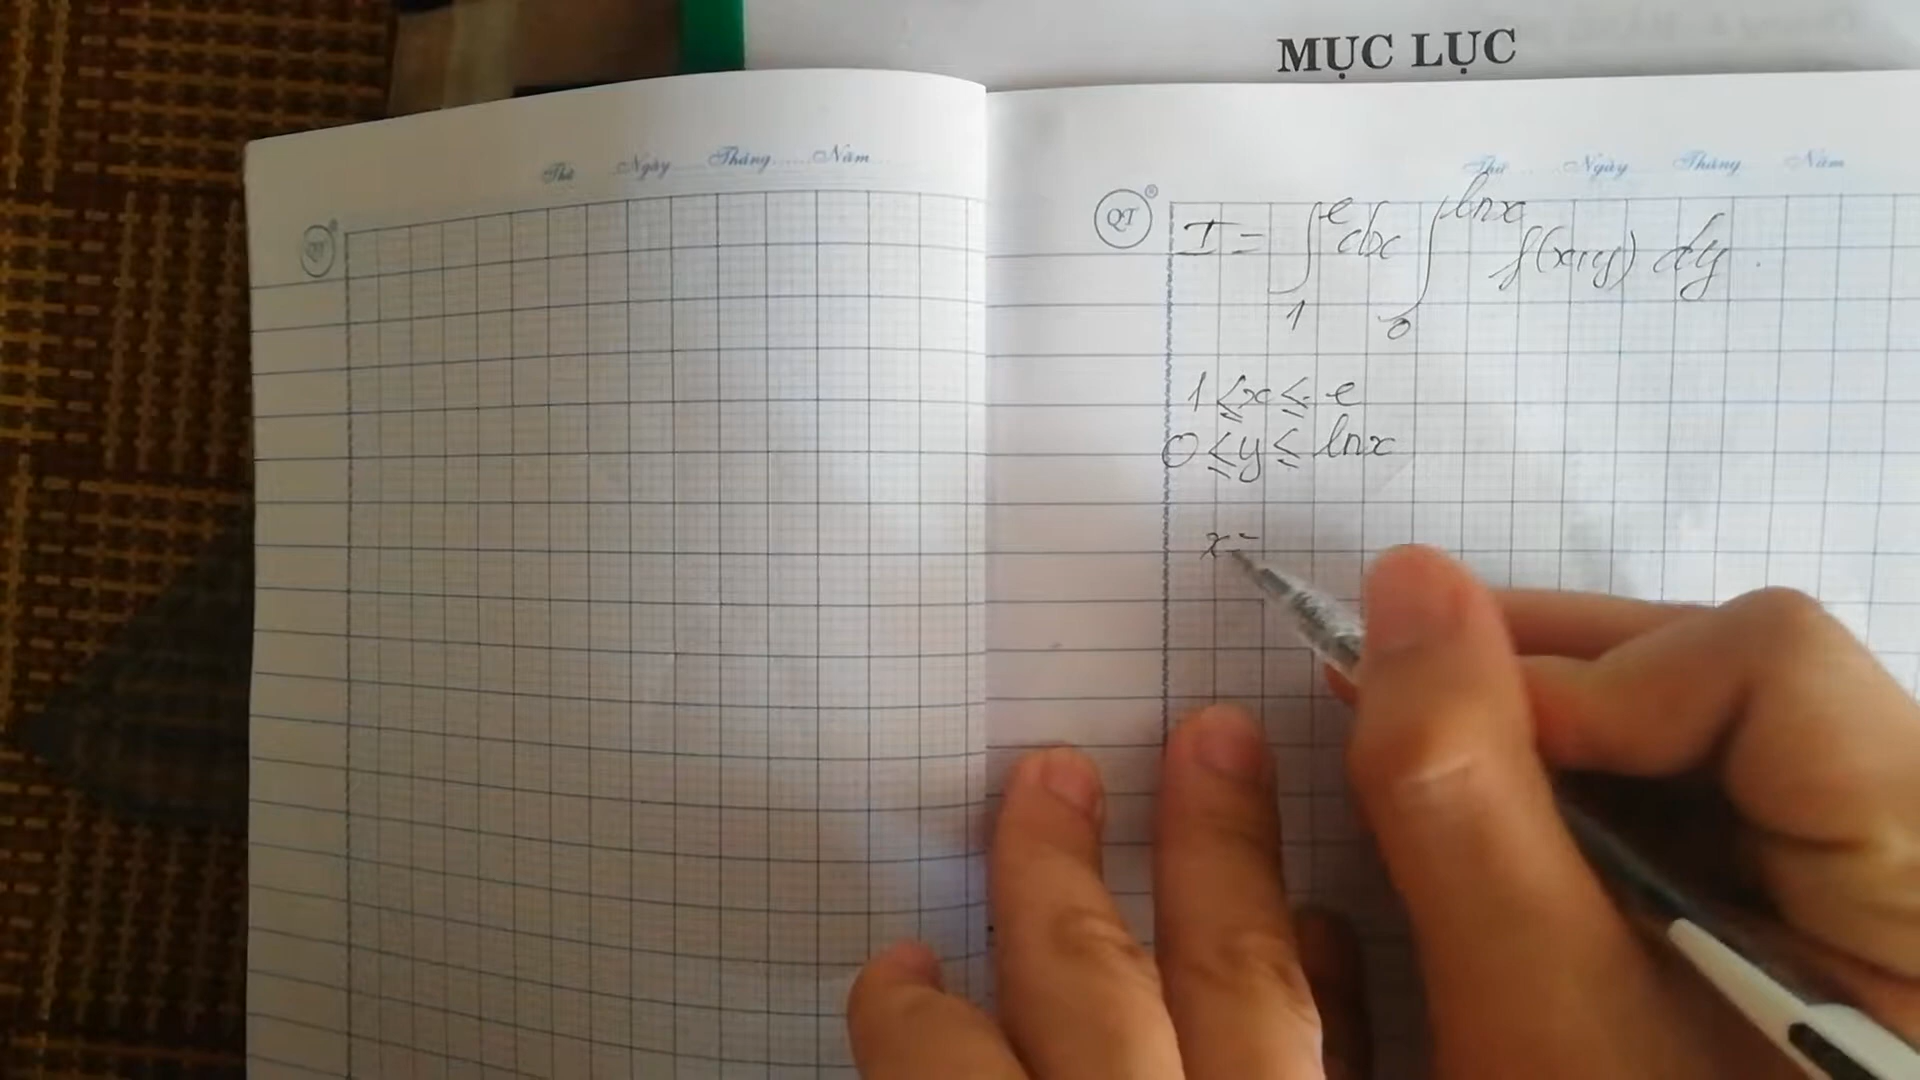 MỤC LỤC
Thứ Ngày Tháng Năm
QT
Thứ Ngày Tháng Năm
QT
I = ∫₁ᵉ dx ∫₀^{lnx} f(x,y) dy.
1 ≤ x ≤ e
0 ≤ y ≤ lnx
x =